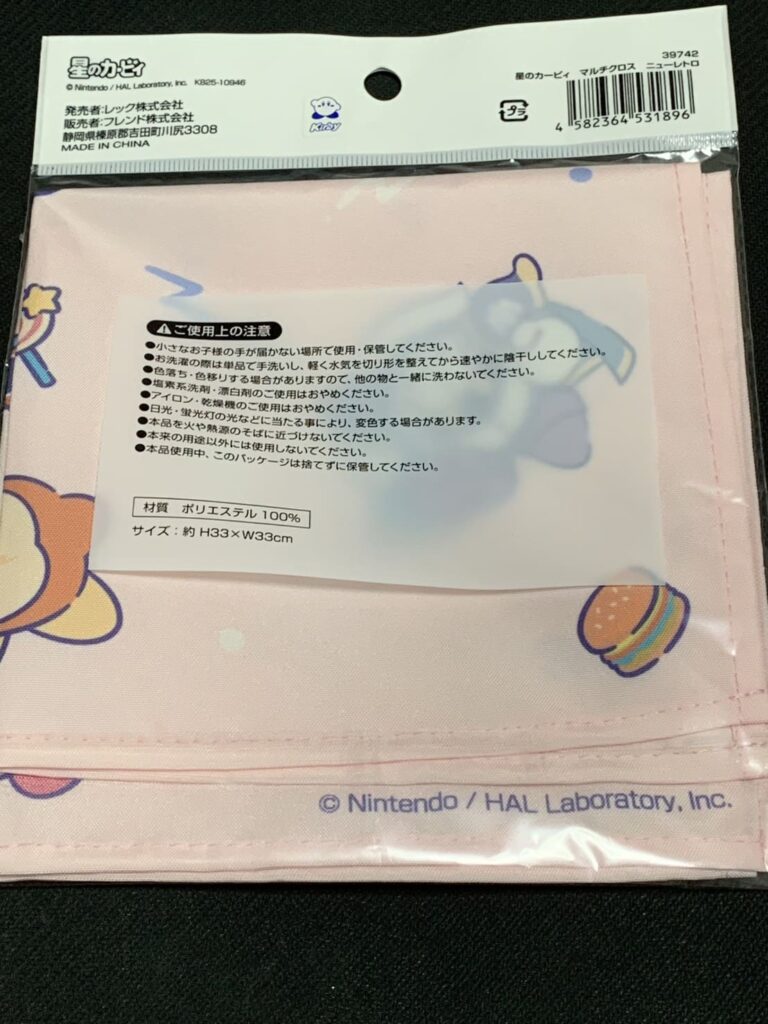 星のカービィ
© Nintendo / HAL Laboratory, Inc. KB25-10946
発売者:レック株式会社
販売者:フレンド株式会社
静岡県榛原郡吉田町川尻3308
MADE IN CHINA
Kirby
プラ
39742
星のカービィ マルチクロス ニューレトロ
4 582364 531896
ご使用上の注意
●小さなお子様の手が届かない場所で使用・保管してください。
●お洗濯の際は単品で手洗いし、軽く水気を切り形を整えてから速やかに陰干ししてください。
●色落ち・色移りする場合がありますので、他の物と一緒に洗わないでください。
●塩素系洗剤・漂白剤のご使用はおやめください。
●アイロン・乾燥機のご使用はおやめください。
●日光・蛍光灯の光などに当たる事により、変色する場合があります。
●本品を火や熱源のそばに近づけないでください。
●本来の用途以外には使用しないでください。
●本品使用中、このパッケージは捨てずに保管してください。
材質 ポリエステル 100%
サイズ：約 H33×W33cm
© Nintendo / HAL Laboratory, Inc.